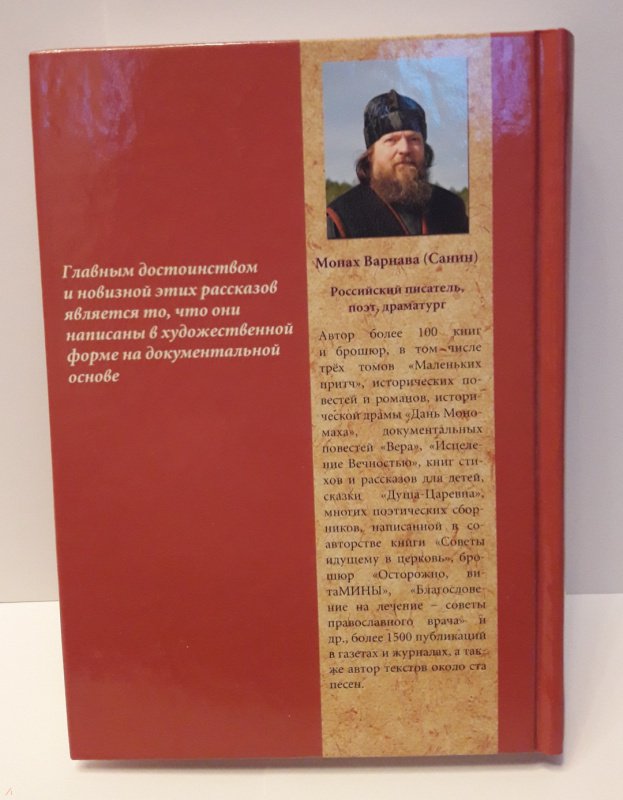 Главным достоинством
и новизной этих рассказов
является то, что они
написаны в художественной
форме на документальной
основе
Монах Варнава (Санин)
Российский писатель,
поэт, драматург
Автор более 100 книг
и брошюр, в том числе
трёх томов «Маленьких
притч», исторических по-
вестей и романов, истори-
ческой драмы «Дань Моно-
маха», документальных
повестей «Вера», «Исцеле-
ние Вечностью», книг сти-
хов и рассказов для детей,
сказки «Душа-Царевна»,
многих поэтических сбор-
ников, написанной в со-
авторстве книги «Советы
идущему в церковь», бро-
шюр «Осторожно, ви-
таМИНЫ», «Благослове-
ние на лечение – советы
православного врача» и
др., более 1500 публикаций
в газетах и журналах, а так-
же автор текстов около ста
песен.